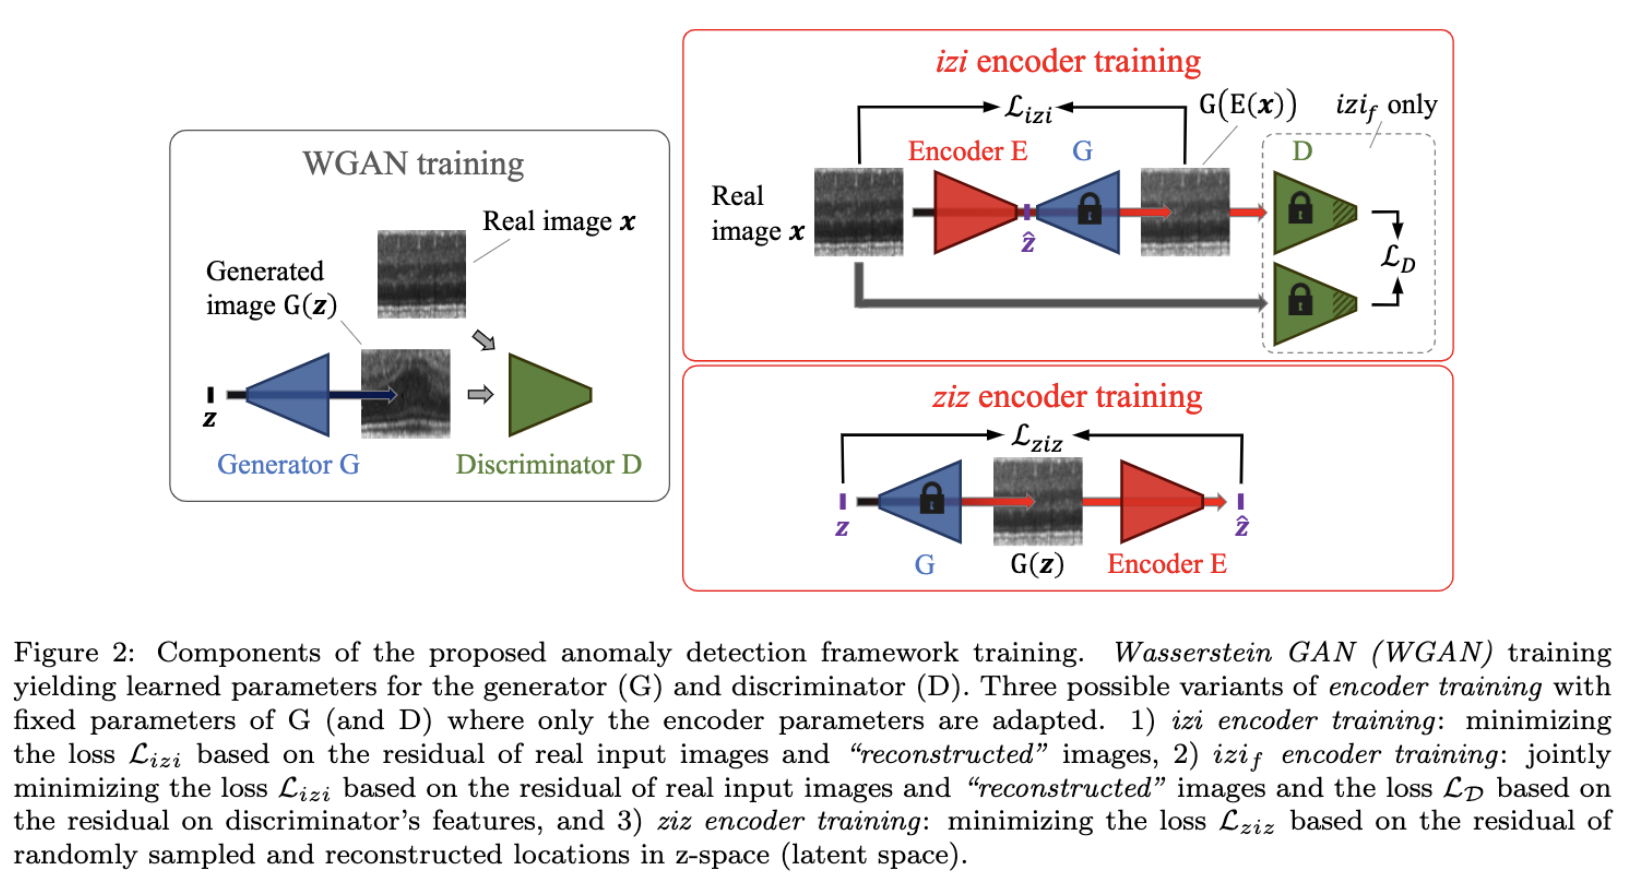 WGAN training
Real image x
Generated
image G(z)
z
Generator G
Discriminator D
izi encoder training
ℒizi
G(E(x))
izif only
Encoder E
G
D
Real
image x
ẑ
ℒD
ziz encoder training
ℒziz
z
ẑ
G
G(z)
Encoder E
Figure 2: Components of the proposed anomaly detection framework training. Wasserstein GAN (WGAN) training
yielding learned parameters for the generator (G) and discriminator (D). Three possible variants of encoder training with
fixed parameters of G (and D) where only the encoder parameters are adapted. 1) izi encoder training: minimizing
the loss ℒizi based on the residual of real input images and “reconstructed” images, 2) izif encoder training: jointly
minimizing the loss ℒizi based on the residual of real input images and “reconstructed” images and the loss ℒD based on
the residual on discriminator’s features, and 3) ziz encoder training: minimizing the loss ℒziz based on the residual of
randomly sampled and reconstructed locations in z-space (latent space).